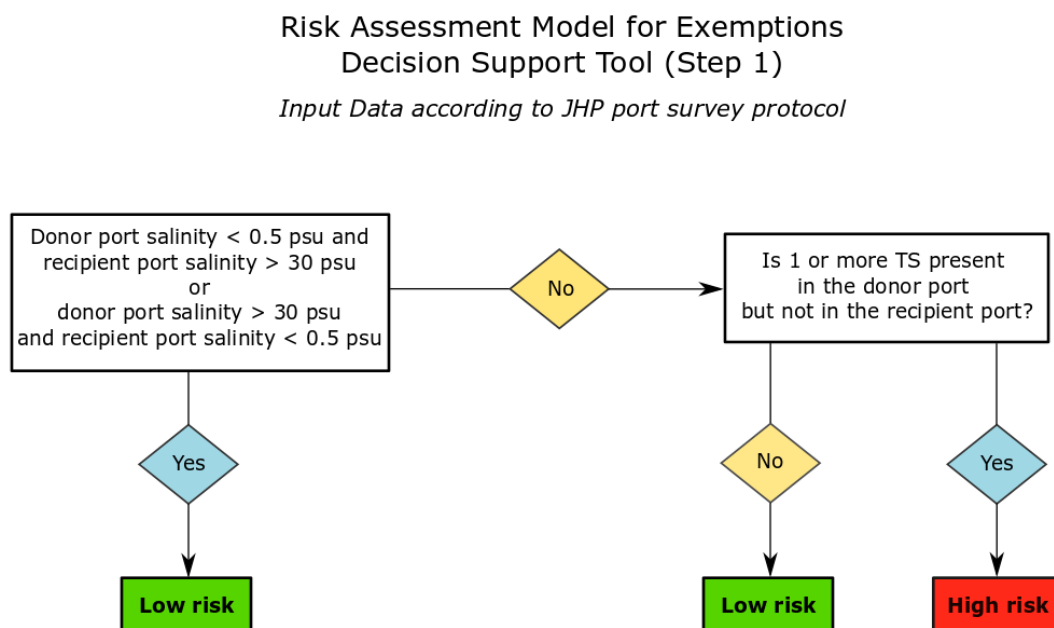 Risk Assessment Model for Exemptions
Decision Support Tool (Step 1)
Input Data according to JHP port survey protocol
Donor port salinity < 0.5 psu and
recipient port salinity > 30 psu
or
donor port salinity > 30 psu
and recipient port salinity < 0.5 psu
No
Is 1 or more TS present
in the donor port
but not in the recipient port?
Yes
No
Yes
Low risk
Low risk
High risk